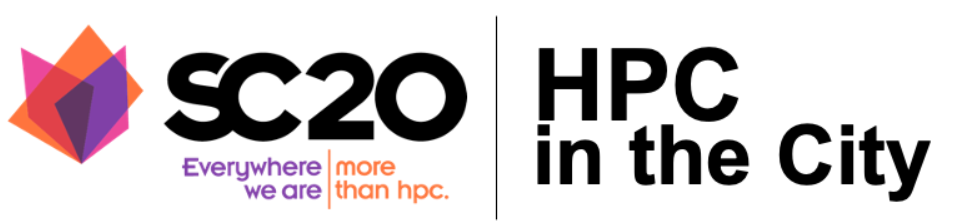 SC20
Everywhere more
we are than hpc.
HPC
in the City